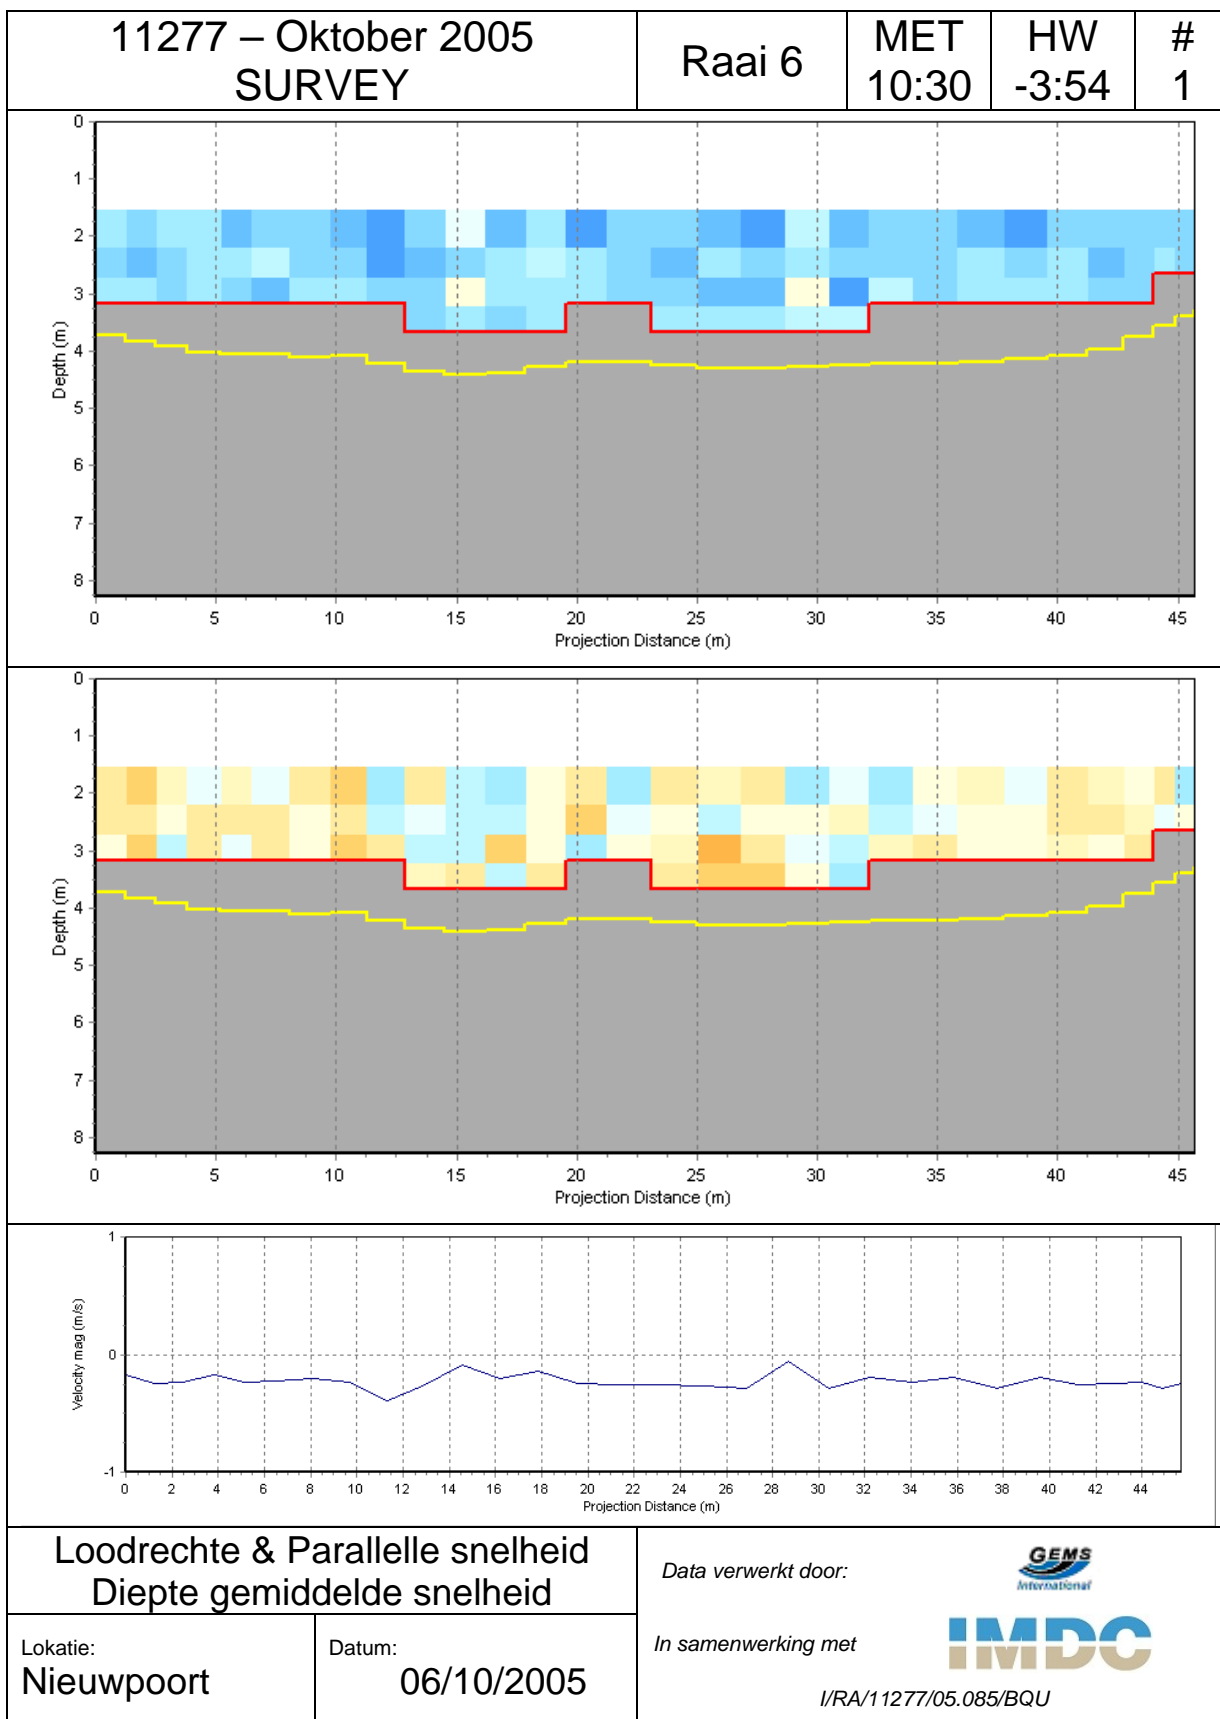 11277 – Oktober 2005
SURVEY
Raai 6
MET
10:30
HW
-3:54
#
1
0
1
2
3
4
5
6
7
8
Depth (m)
0 5 10 15 20 25 30 35 40 45
Projection Distance (m)
0
1
2
3
4
5
6
7
8
Depth (m)
0 5 10 15 20 25 30 35 40 45
Projection Distance (m)
1
0
-1
Velocity mag (m/s)
0 2 4 6 8 10 12 14 16 18 20 22 24 26 28 30 32 34 36 38 40 42 44
Projection Distance (m)
Loodrechte & Parallelle snelheid
Diepte gemiddelde snelheid
Data verwerkt door:
GEMS
International
Lokatie:
Nieuwpoort
Datum:
06/10/2005
In samenwerking met
IMDC
I/RA/11277/05.085/BQU